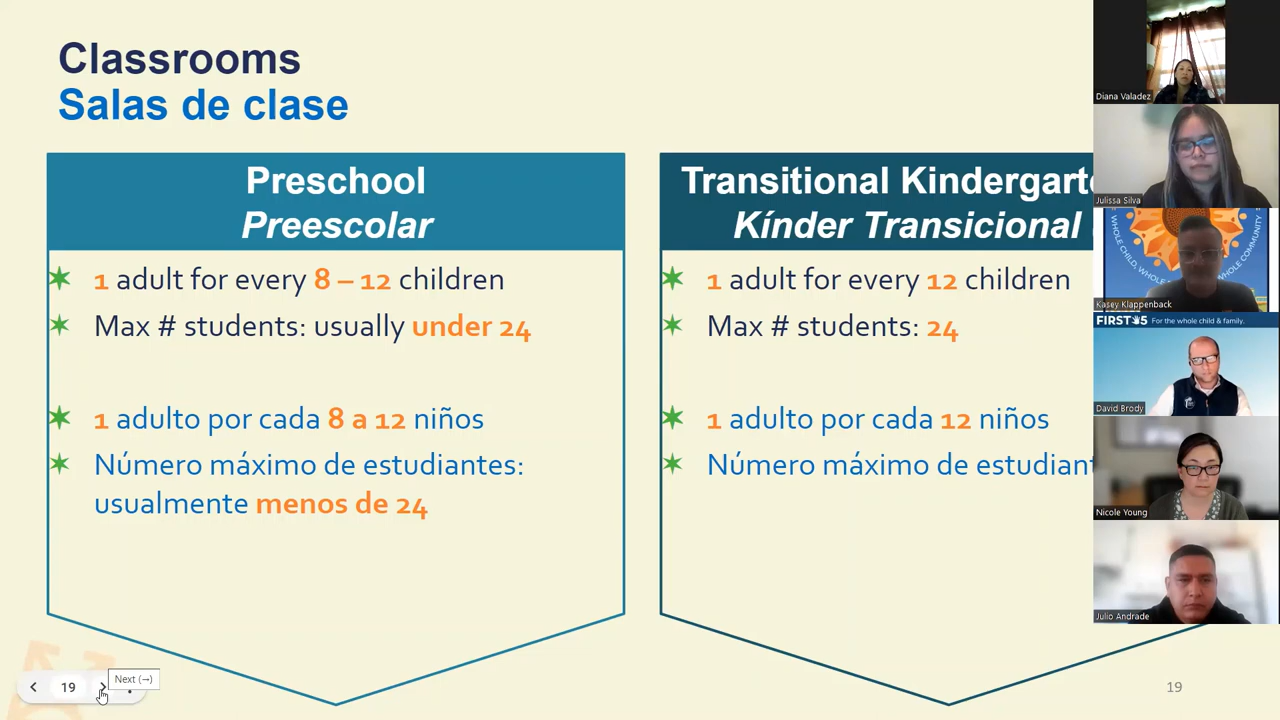 Classrooms
Salas de clase
Preschool
Preescolar
1 adult for every 8 – 12 children
Max # students: usually under 24
1 adulto por cada 8 a 12 niños
Número máximo de estudiantes:
usualmente menos de 24
Transitional Kindergarte
Kínder Transicional
1 adult for every 12 children
Max # students: 24
1 adulto por cada 12 niños
Número máximo de estudiant
Diana Valadez
Julissa Silva
WHOLE CHILD, WHOLE COMMUNITY
Kasey Klappenback
FIRST 5 For the whole child & family.
David Brody
Nicole Young
Julio Andrade
19
Next (→)
19